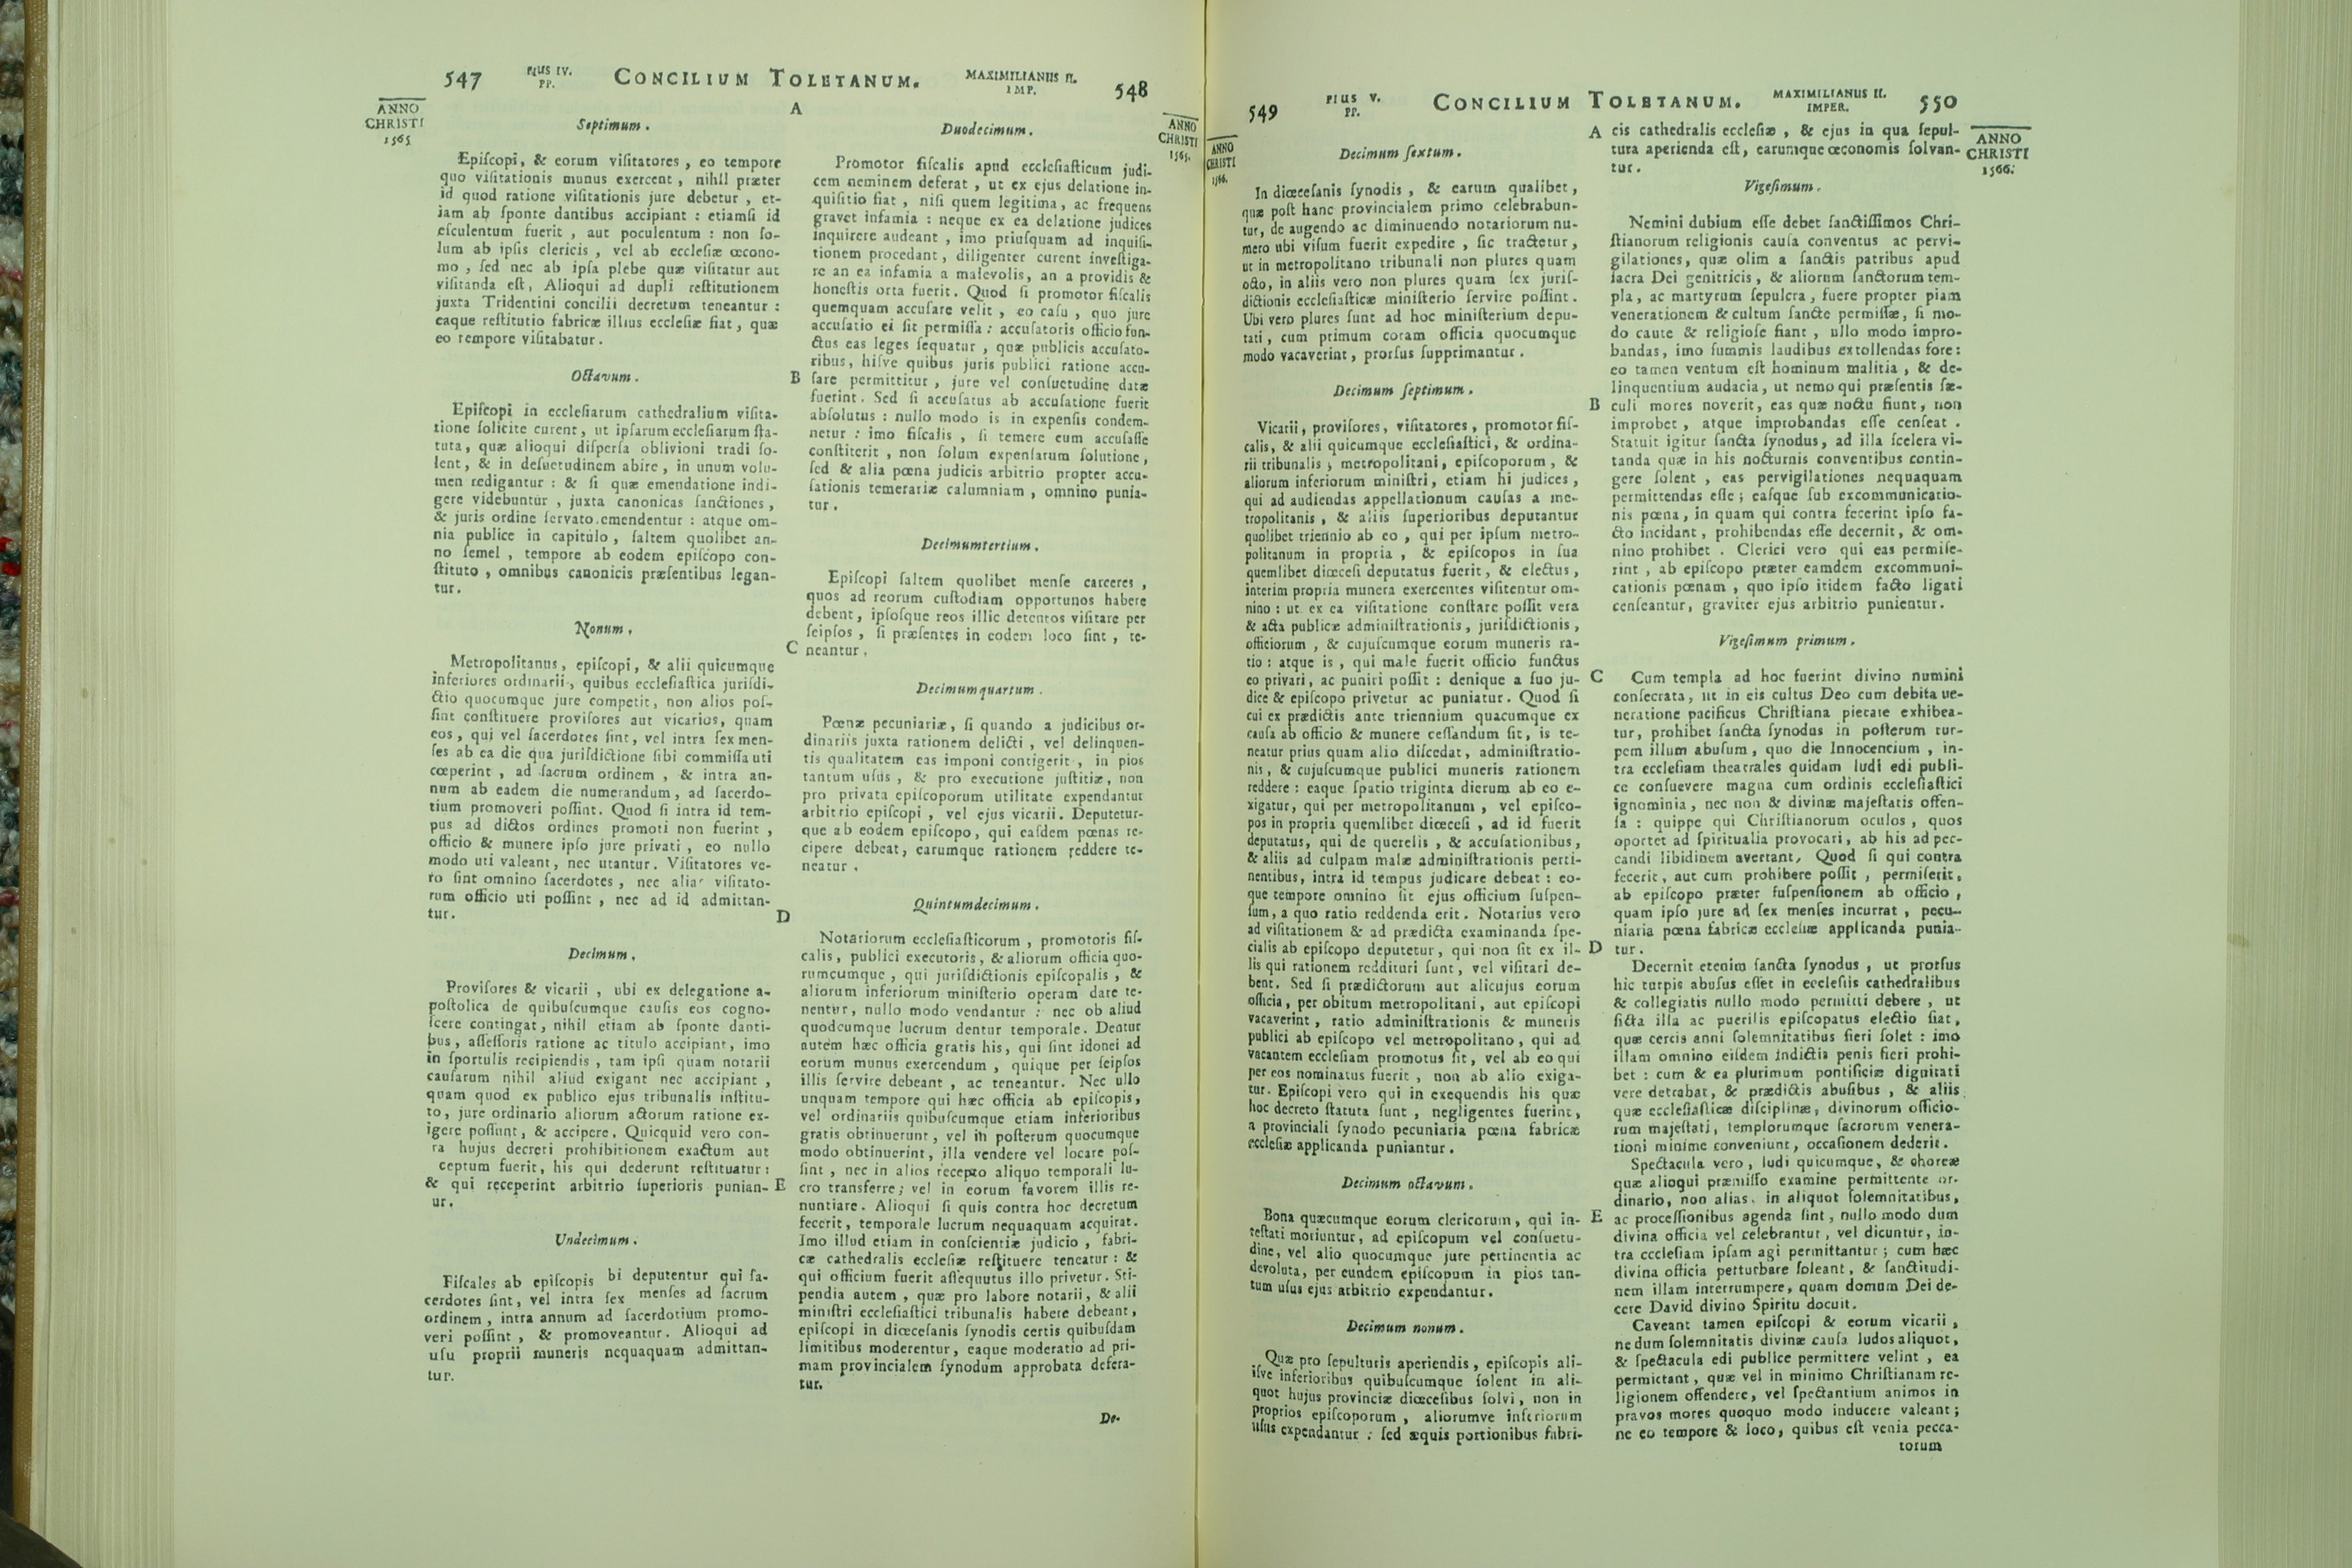 547
PIUS IV.
PP.
CONCILIUM TOLETANUM.
MAXIMILIANUS II.
IMP.
548
ANNO
CHRISTI
1565
A
Septimum.
Epiſcopi, & eorum viſitatores, eo tempore
quo viſitationis munus exercent, nihil præter
id quod ratione viſitationis jure debetur, et-
iam ab ſponte dantibus accipiant : etiamſi id
eſculentum fuerit, aut poculentum : non ſo-
lum ab ipſis clericis, vel ab eccleſiæ œcono-
mo, ſed nec ab ipſa plebe quæ viſitatur aut
viſitanda eſt, Alioqui ad dupli reſtitutionem
juxta Tridentini concilii decretum teneantur :
eaque reſtitutio fabricæ illius eccleſiæ fiat, quæ
eo tempore viſitabatur.
Octavum.
Epiſcopi in eccleſiarum cathedralium viſita-
tione ſolicite curent, ut ipſarum eccleſiarum ſta-
tuta, quæ alioqui diſperſa oblivioni tradi ſo-
lent, & in deſuetudinem abire, in unum volu-
men redigantur : & ſi quæ emendatione indi-
gere videbuntur, juxta canonicas ſanctiones,
& juris ordine ſervato emendentur : atque om-
nia publice in capitulo, ſaltem quolibet an-
no ſemel, tempore ab eodem epiſcopo con-
ſtituto, omnibus canonicis præſentibus legan-
tur.
Nonum.
Metropolitanus, epiſcopi, & alii quicumque
inferiores ordinarii, quibus eccleſiaſtica juriſdi-
ctio quocumque jure competit, non alios poſ-
ſint conſtituere proviſores aut vicarios, quam
eos, qui vel ſacerdotes ſint, vel intra ſex men-
ſes ab ea die qua juriſdictione ſibi commiſſa uti
cœperint, ad ſacrum ordinem, & intra an-
num ab eadem die numerandum, ad ſacerdo-
tium promoveri poſſint. Quod ſi intra id tem-
pus ad dictos ordines promoti non fuerint,
officio & munere ipſo jure privati, eo nullo
modo uti valeant, nec utantur. Viſitatores ve-
ro ſint omnino ſacerdotes, nec alias viſitato-
rum officio uti poſſint, nec ad id admittan-
tur.
Decimum.
Proviſores & vicarii, ubi ex delegatione a-
poſtolica de quibuſcumque cauſis eos cogno-
ſcere contingat, nihil etiam ab ſponte danti-
bus, aſſeſſoris ratione ac titulo accipiant, imo
in ſportulis recipiendis, tam ipſi quam notarii
cauſarum nihil aliud exigant nec accipiant,
quam quod ex publico ejus tribunalis inſtitu-
to, jure ordinario aliorum actorum ratione ex-
igere poſſunt, & accipere. Quicquid vero con-
ra hujus decreti prohibitionem exactum aut
ceptum fuerit, his qui dederunt reſtituatur :
& qui receperint arbitrio ſuperioris punian-
ur.
Undecimum.
Fiſcales ab epiſcopis bi deputentur qui ſa-
cerdotes ſint, vel intra ſex menſes ad ſacrum
ordinem, intra annum ad ſacerdotium promo-
veri poſſint, & promoveantur. Alioqui ad
uſu proprii muneris nequaquam admittan-
tur.
B
C
D
E
ANNO
CHRISTI
1565.
Duodecimum.
Promotor fiſcalis apud eccleſiaſticum judi-
cem neminem deferat, ut ex ejus delatione in-
quiſitio fiat, niſi quem legitima, ac frequens
gravet infamia : neque ex ea delatione judices
inquirere audeant, imo priuſquam ad inquiſi-
tionem procedant, diligenter curent inveſtiga-
re an ea infamia a malevolis, an a providis &
honeſtis orta fuerit. Quod ſi promotor fiſcalis
quemquam accuſare velit, eo caſu, quo jure
accuſatio ei ſit permiſſa : accuſatoris officio fun-
ctus eas leges ſequatur, quæ publicis accuſato-
ribus, hiſve quibus juris publici ratione accu-
ſare permittitur, jure vel conſuetudine datæ
fuerint. Sed ſi accuſatus ab accuſatione fuerit
abſolutus : nullo modo is in expenſis condem-
netur : imo fiſcalis, ſi temere eum accuſaſſe
conſtiterit, non ſolum expenſarum ſolutione,
ſed & alia pœna judicis arbitrio propter accu-
ſationis temerariæ calumniam, omnino punia-
tur.
Decimumtertium.
Epiſcopi ſaltem quolibet menſe carceres,
quos ad reorum cuſtodiam opportunos habere
debent, ipſoſque reos illic detentos viſitare per
ſeipſos, ſi præſentes in eodem loco ſint, te-
neantur.
Decimumquartum.
Pœnæ pecuniariæ, ſi quando a judicibus or-
dinariis juxta rationem delicti, vel delinquen-
tis qualitatem eas imponi contigerit, in pios
tantum uſus, & pro executione juſtitiæ, non
pro privata epiſcoporum utilitate expendantur
arbitrio epiſcopi, vel ejus vicarii. Deputetur-
que ab eodem epiſcopo, qui eaſdem pœnas re-
cipere debeat, earumque rationem reddere te-
neatur.
Quintumdecimum.
Notariorum eccleſiaſticorum, promotoris fiſ-
calis, publici executoris, & aliorum officia quo-
rumcumque, qui juriſdictionis epiſcopalis, &
aliorum inferiorum miniſterio operam dare te-
nentur, nullo modo vendantur : nec ob aliud
quodcumque lucrum dentur temporale. Dentur
autem hæc officia gratis his, qui ſint idonei ad
eorum munus exercendum, quique per ſeipſos
illis ſervire debeant, ac teneantur. Nec ullo
unquam tempore qui hæc officia ab epiſcopis,
vel ordinariis quibuſcumque etiam inferioribus
gratis obtinuerunt, vel in poſterum quocumque
modo obtinuerint, illa vendere vel locare poſ-
ſint, nec in alios recepto aliquo temporali lu-
cro transferre; vel in eorum favorem illis re-
nuntiare. Alioqui ſi quis contra hoc decretum
fecerit, temporale lucrum nequaquam acquirat.
Imo illud etiam in conſcientiæ judicio, fabri-
cæ cathedralis eccleſiæ reſtituere teneatur : &
qui officium fuerit aſſequutus illo privetur. Sti-
pendia autem, quæ pro labore notarii, & alii
miniſtri eccleſiaſtici tribunalis habere debeant,
epiſcopi in diœceſanis ſynodis certis quibuſdam
limitibus moderentur, eaque moderatio ad pri-
mam provincialem ſynodum approbata defera-
tur.
De-
549
PIUS V.
PP.
CONCILIUM TOLETANUM.
MAXIMILIANUS II.
IMPER.
550
ANNO
CHRISTI
1566.
Decimum ſextum.
In diœceſanis ſynodis, & earum qualibet,
quæ poſt hanc provincialem primo celebrabun-
tur, de augendo ac diminuendo notariorum nu-
mero ubi viſum fuerit expedire, ſic tractetur,
ut in metropolitano tribunali non plures quam
octo, in aliis vero non plures quam ſex juriſ-
dictionis eccleſiaſticæ miniſterio ſervire poſſint.
Ubi vero plures ſunt ad hoc miniſterium depu-
tati, cum primum coram officia quocumque
modo vacaverint, prorſus ſupprimantur.
Decimum ſeptimum.
Vicarii, proviſores, viſitatores, promotor fiſ-
calis, & alii quicumque eccleſiaſtici, & ordina-
rii tribunalis, metropolitani, epiſcoporum, &
aliorum inferiorum miniſtri, etiam hi judices,
qui ad audiendas appellationum cauſas a me-
tropolitanis, & aliis ſuperioribus deputantur
quolibet triennio ab eo, qui per ipſum metro-
politanum in propria, & epiſcopos in ſua
quemlibet diœceſi deputatus fuerit, & electus,
interim propria munera exercentes viſitentur om-
nino : ut ex ea viſitatione conſtare poſſit vera
& acta publicæ adminiſtrationis, juriſdictionis,
officiorum, & cujuſcumque eorum muneris ra-
tio : atque is, qui male fuerit officio functus
eo privari, ac puniri poſſit : denique a ſuo ju-
dice & epiſcopo privetur ac puniatur. Quod ſi
cui ex prædictis ante triennium quacumque ex
cauſa ab officio & munere ceſſandum ſit, is te-
neatur prius quam alio diſcedat, adminiſtratio-
nis, & cujuſcumque publici muneris rationem
reddere : eaque ſpatio triginta dierum ab eo e-
xigatur, qui per metropolitanum, vel epiſco-
pos in propria quemlibet diœceſi, ad id fuerit
deputatus, qui de querelis, & accuſationibus,
& aliis ad culpam malæ adminiſtrationis perti-
nentibus, intra id tempus judicare debeat : eo-
que tempore omnino ſit ejus officium ſuſpen-
ſum, a quo ratio reddenda erit. Notarius vero
ad viſitationem & ad prædicta examinanda ſpe-
cialis ab epiſcopo deputetur, qui non ſit ex il-
lis qui rationem reddituri ſunt, vel viſitari de-
bent. Sed ſi prædictorum aut alicujus eorum
officia, per obitum metropolitani, aut epiſcopi
vacaverint, ratio adminiſtrationis & muneris
publici ab epiſcopo vel metropolitano, qui ad
vacantem eccleſiam promotus ſit, vel ab eo qui
per eos nominatus fuerit, non ab alio exiga-
tur. Epiſcopi vero qui in exequendis his quæ
hoc decreto ſtatuta ſunt, negligentes fuerint,
a provinciali ſynodo pecuniaria pœna fabricæ
eccleſiæ applicanda puniantur.
Decimum octavum.
Bona quæcumque eorum clericorum, qui in-
teſtati moriuntur, ad epiſcopum vel conſuetu-
dine, vel alio quocumque jure pertinentia ac
devoluta, per eundem epiſcopum in pios tan-
tum uſus ejus arbitrio expendantur.
Decimum nonum.
Quæ pro ſepulturis aperiendis, epiſcopis ali-
iſve inferioribus quibuſcumque ſolent in ali-
quot hujus provinciæ diœceſibus ſolvi, non in
proprios epiſcoporum, aliorumve inferiorum
uſus expendantur : ſed æquis portionibus fabri-
A
B
C
D
E
cis cathedralis eccleſiæ, & ejus in qua ſepul-
tura aperienda eſt, earumque œconomis ſolvan-
tur.
ANNO
CHRISTI
1566.
Vigeſimum.
Nemini dubium eſſe debet ſanctiſſimos Chri-
ſtianorum religionis cauſa conventus ac pervi-
gilationes, quæ olim a ſanctis patribus apud
ſacra Dei genitricis, & aliorum ſanctorum tem-
pla, ac martyrum ſepulcra, fuere propter piam
venerationem & cultum ſancte permiſſæ, ſi mo-
do caute & religioſe fiant, ullo modo impro-
bandas, imo ſummis laudibus extollendas fore :
eo tamen ventum eſt hominum malitia, & de-
linquentium audacia, ut nemo qui præſentis ſæ-
culi mores noverit, eas quæ noctu fiunt, non
improbet, atque improbandas eſſe cenſeat.
Statuit igitur ſancta ſynodus, ad illa ſcelera vi-
tanda quæ in his nocturnis conventibus contin-
gere ſolent, eas pervigilationes nequaquam
permittendas eſſe; eaſque ſub excommunicatio-
nis pœna, in quam qui contra fecerint ipſo fa-
cto incidant, prohibendas eſſe decernit, & om-
nino prohibet. Clerici vero qui eas permiſe-
rint, ab epiſcopo præter eamdem excommuni-
cationis pœnam, quo ipſo itidem facto ligati
cenſeantur, graviter ejus arbitrio punientur.
Vigeſimum primum.
Cum templa ad hoc fuerint divino numini
conſecrata, ut in eis cultus Deo cum debita ve-
neratione pacificus Chriſtiana pietate exhibea-
tur, prohibet ſancta ſynodus in poſterum tur-
pem illum abuſum, quo die Innocencium, in-
tra eccleſiam theatrales quidam ludi edi publi-
ce conſuevere magna cum ordinis eccleſiaſtici
ignominia, nec non & divinæ majeſtatis offen-
ſa : quippe qui Chriſtianorum oculos, quos
oportet ad ſpiritualia provocari, ab his ad pec-
candi libidinem avertant, Quod ſi qui contra
fecerit, aut cum prohibere poſſit, permiſerit,
ab epiſcopo præter ſuſpenſionem ab officio,
quam ipſo jure ad ſex menſes incurrat, pecu-
niaria pœna fabricæ eccleſiæ applicanda punia-
tur.
Decernit etenim ſancta ſynodus, ut prorſus
hic turpis abuſus eſſet in eccleſiis cathedralibus
& collegiatis nullo modo permitti debere, ut
ficta illa ac puerilis epiſcopatus electio fiat,
quæ certis anni ſolemnitatibus fieri ſolet : imo
illam omnino eiſdem indictis penis fieri prohi-
bet : cum & ea plurimum pontificiæ dignitati
vere detrahat, & prædictis abuſibus, & aliis
quæ eccleſiaſticæ diſciplinæ, divinorum officio-
rum majeſtati, templorumque ſacrorum venera-
tioni minime conveniunt, occaſionem dederit.
Spectacula vero, ludi quicumque, & choreæ
quæ alioqui præmiſſo examine permittente or-
dinario, non alias, in aliquot ſolemnitatibus,
ac proceſſionibus agenda ſint, nullo modo dum
divina officia vel celebrantur, vel dicuntur, in-
tra eccleſiam ipſam agi permittantur; cum hæc
divina officia perturbare ſoleant, & ſanctitudi-
nem illam interrumpere, quam domum Dei de-
cere David divino Spiritu docuit.
Caveant tamen epiſcopi & eorum vicarii,
ne dum ſolemnitatis divinæ cauſa ludos aliquot,
& ſpectacula edi publice permittere velint, ea
permictant, quæ vel in minimo Chriſtianam re-
ligionem offendere, vel ſpectantium animos in
pravos mores quoquo modo inducere valeant;
ne eo tempore & loco, quibus eſt venia pecca-
torum